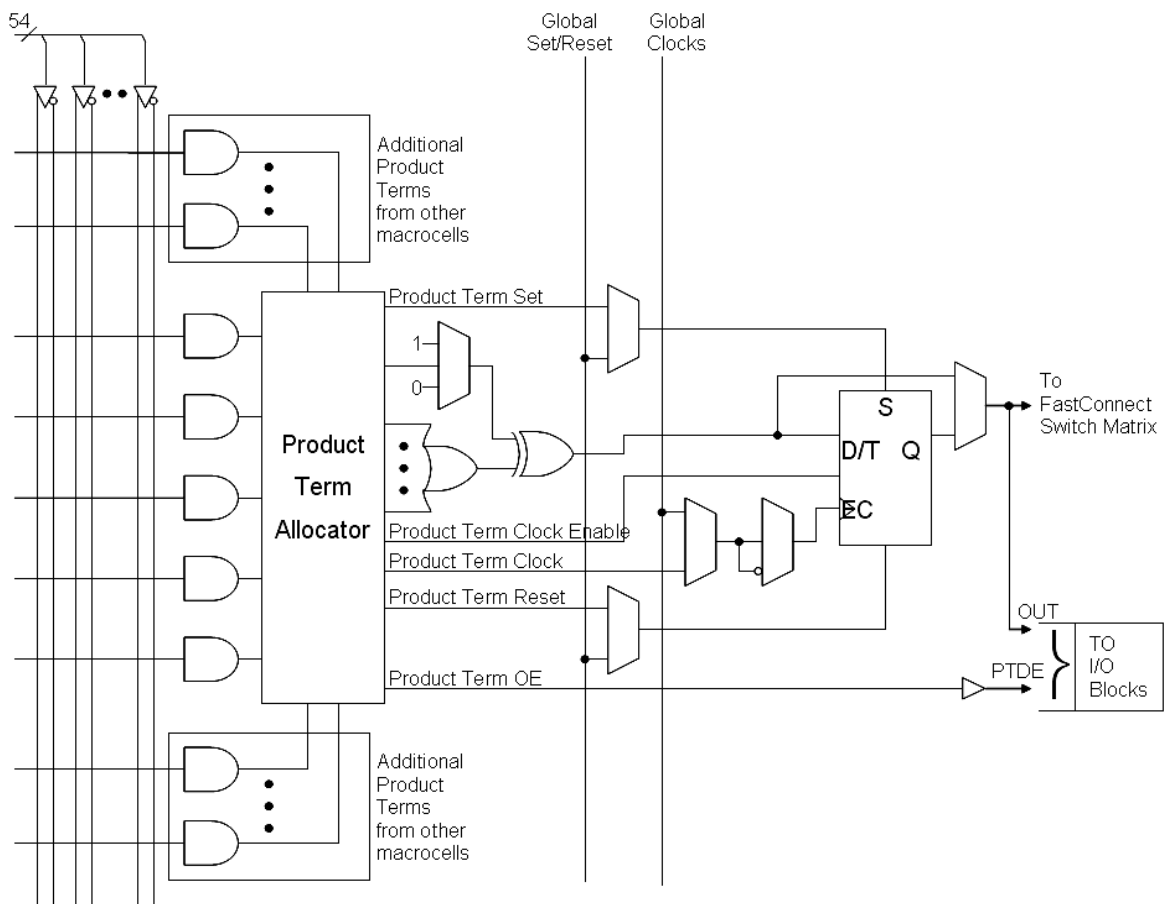 54
Global
Set/Reset
Global
Clocks
Additional
Product
Terms
from other
macrocells
Product Term Set
1
0
Product
Term
Allocator
S
D/T Q
EC
To
FastConnect
Switch Matrix
Product Term Clock Enable
Product Term Clock
Product Term Reset
Product Term OE
OUT
PTDE
TO
I/O
Blocks
Additional
Product
Terms
from other
macrocells